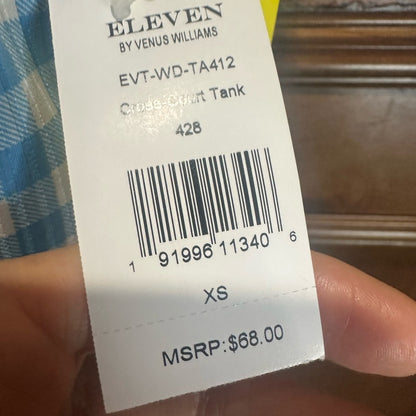 ELEVEN
BY VENUS WILLIAMS
EVT-WD-TA412
Cross-Court Tank
428
1 91996 11340 6
XS
MSRP:$68.00